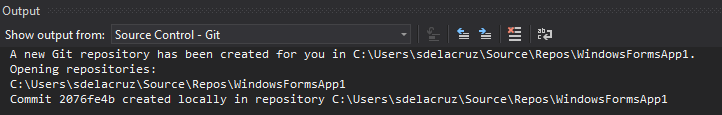 Output
Show output from: Source Control - Git
A new Git repository has been created for you in C:\Users\sdelacruz\Source\Repos\WindowsFormsApp1.
Opening repositories:
C:\Users\sdelacruz\Source\Repos\WindowsFormsApp1
Commit 2076fe4b created locally in repository C:\Users\sdelacruz\Source\Repos\WindowsFormsApp1